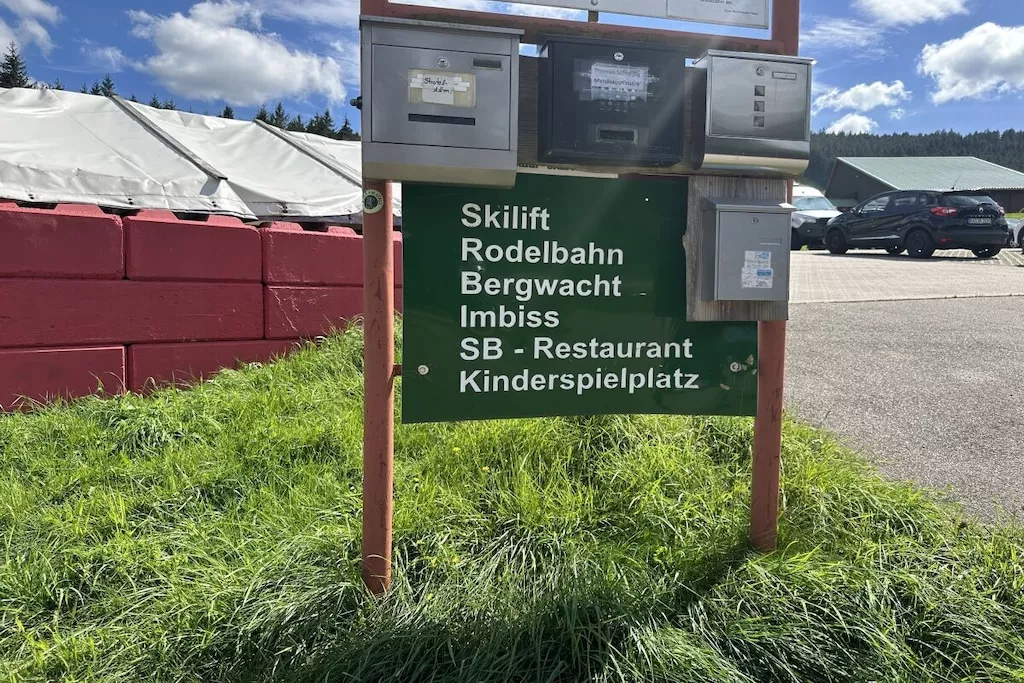 Skilift
Rodelbahn
Bergwacht
Imbiss
SB - Restaurant
Kinderspielplatz